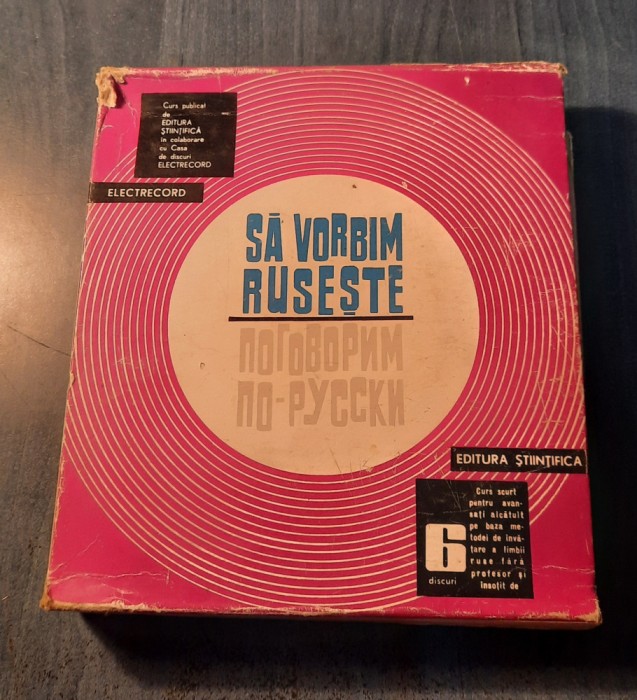 Curs publicat
de
EDITURA
ȘTIINȚIFICĂ
în colaborare
cu Casa
de discuri
ELECTRECORD
ELECTRECORD
SĂ VORBIM
RUSEȘTE
ПОГОВОРИМ
ПО-РУССКИ
EDITURA ȘTIINȚIFICA
Curs scurt
pentru avan-
sați alcătuit
pe baza me-
todei de învă-
țare a limbii
ruse fără
profesor și
însoțit de
6
discuri